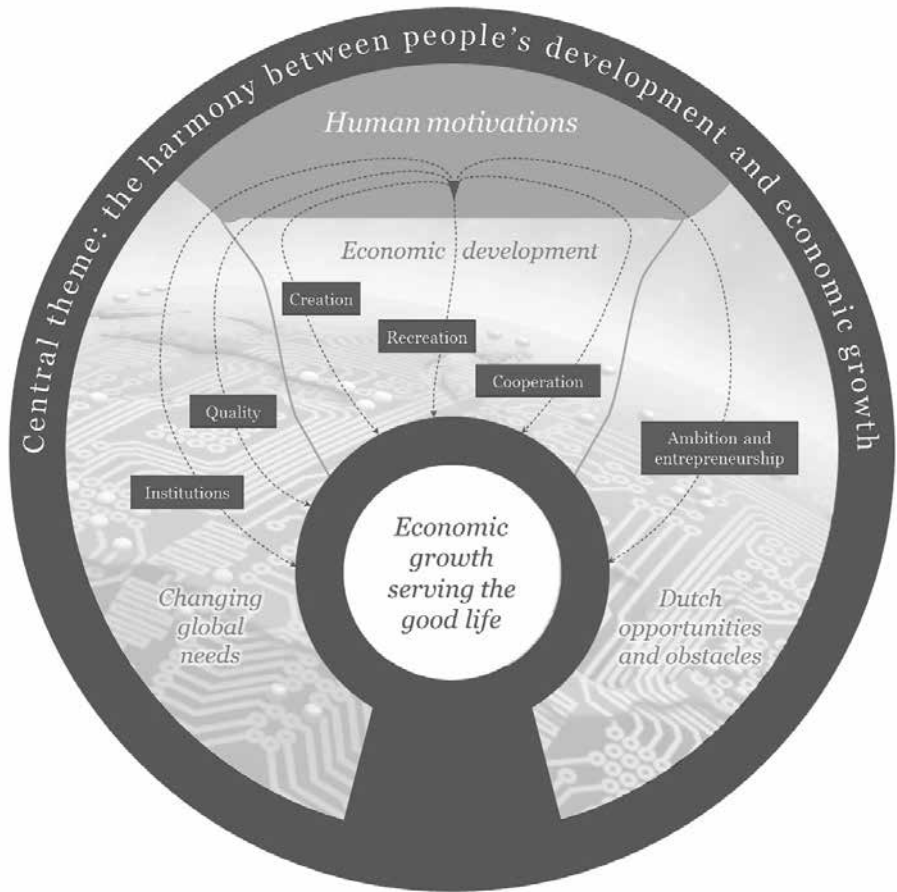 Central theme: the harmony between people's development and economic growth
Human motivations
Economic development
Creation
Recreation
Cooperation
Quality
Ambition and
entrepreneurship
Institutions
Economic
growth
serving the
good life
Changing
global
needs
Dutch
opportunities
and obstacles